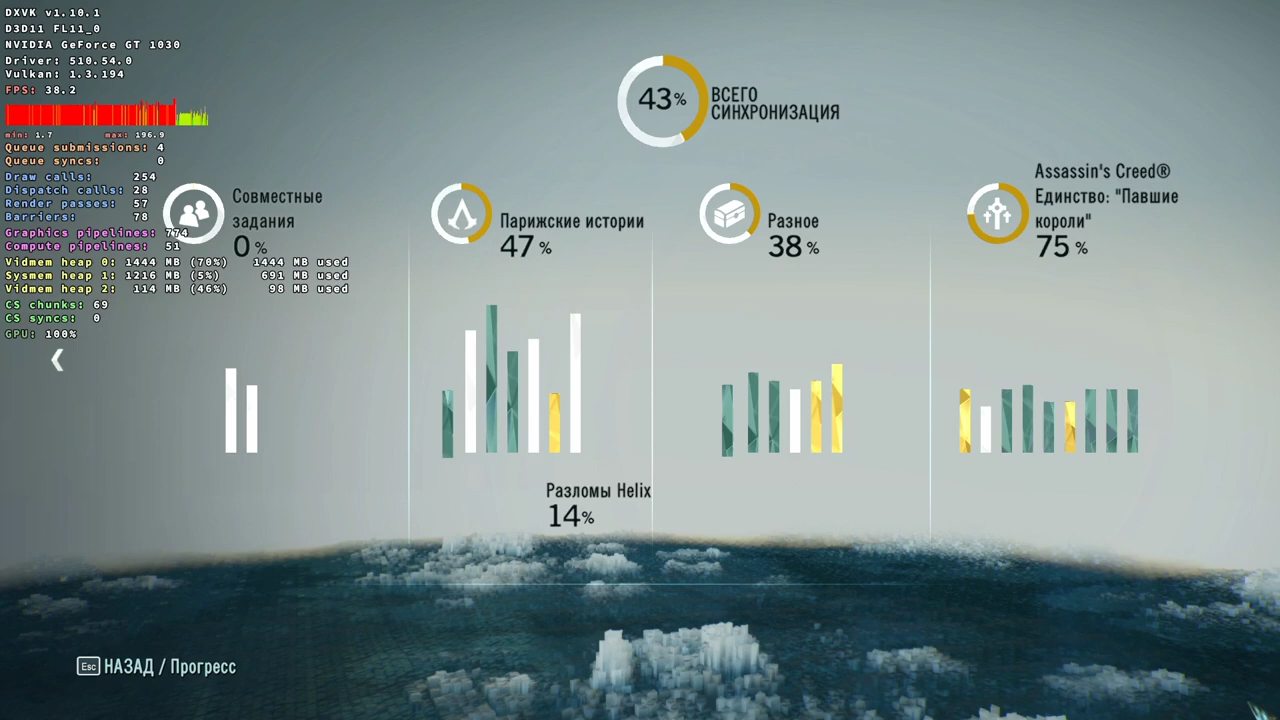 DXVK v1.10.1
D3D11 FL11_0
NVIDIA GeForce GT 1030
Driver: 510.54.0
Vulkan: 1.3.194
FPS: 38.2
min: 1.7 max: 196.9
Queue submissions: 4
Queue syncs: 0
Draw calls: 254
Dispatch calls: 28
Render passes: 57
Barriers: 78
Graphics pipelines: 774
Compute pipelines: 51
Vidmem heap 0: 1444 MB (70%) 1444 MB used
Sysmem heap 1: 1216 MB (5%) 691 MB used
Vidmem heap 2: 114 MB (46%) 98 MB used
CS chunks: 69
CS syncs: 0
GPU: 100%
43%
ВСЕГО
СИНХРОНИЗАЦИЯ
Совместные
задания
0 %
Парижские истории
47 %
Разное
38 %
Assassin's Creed®
Единство: "Павшие
короли"
75 %
Разломы Helix
14%
Esc НАЗАД / Прогресс